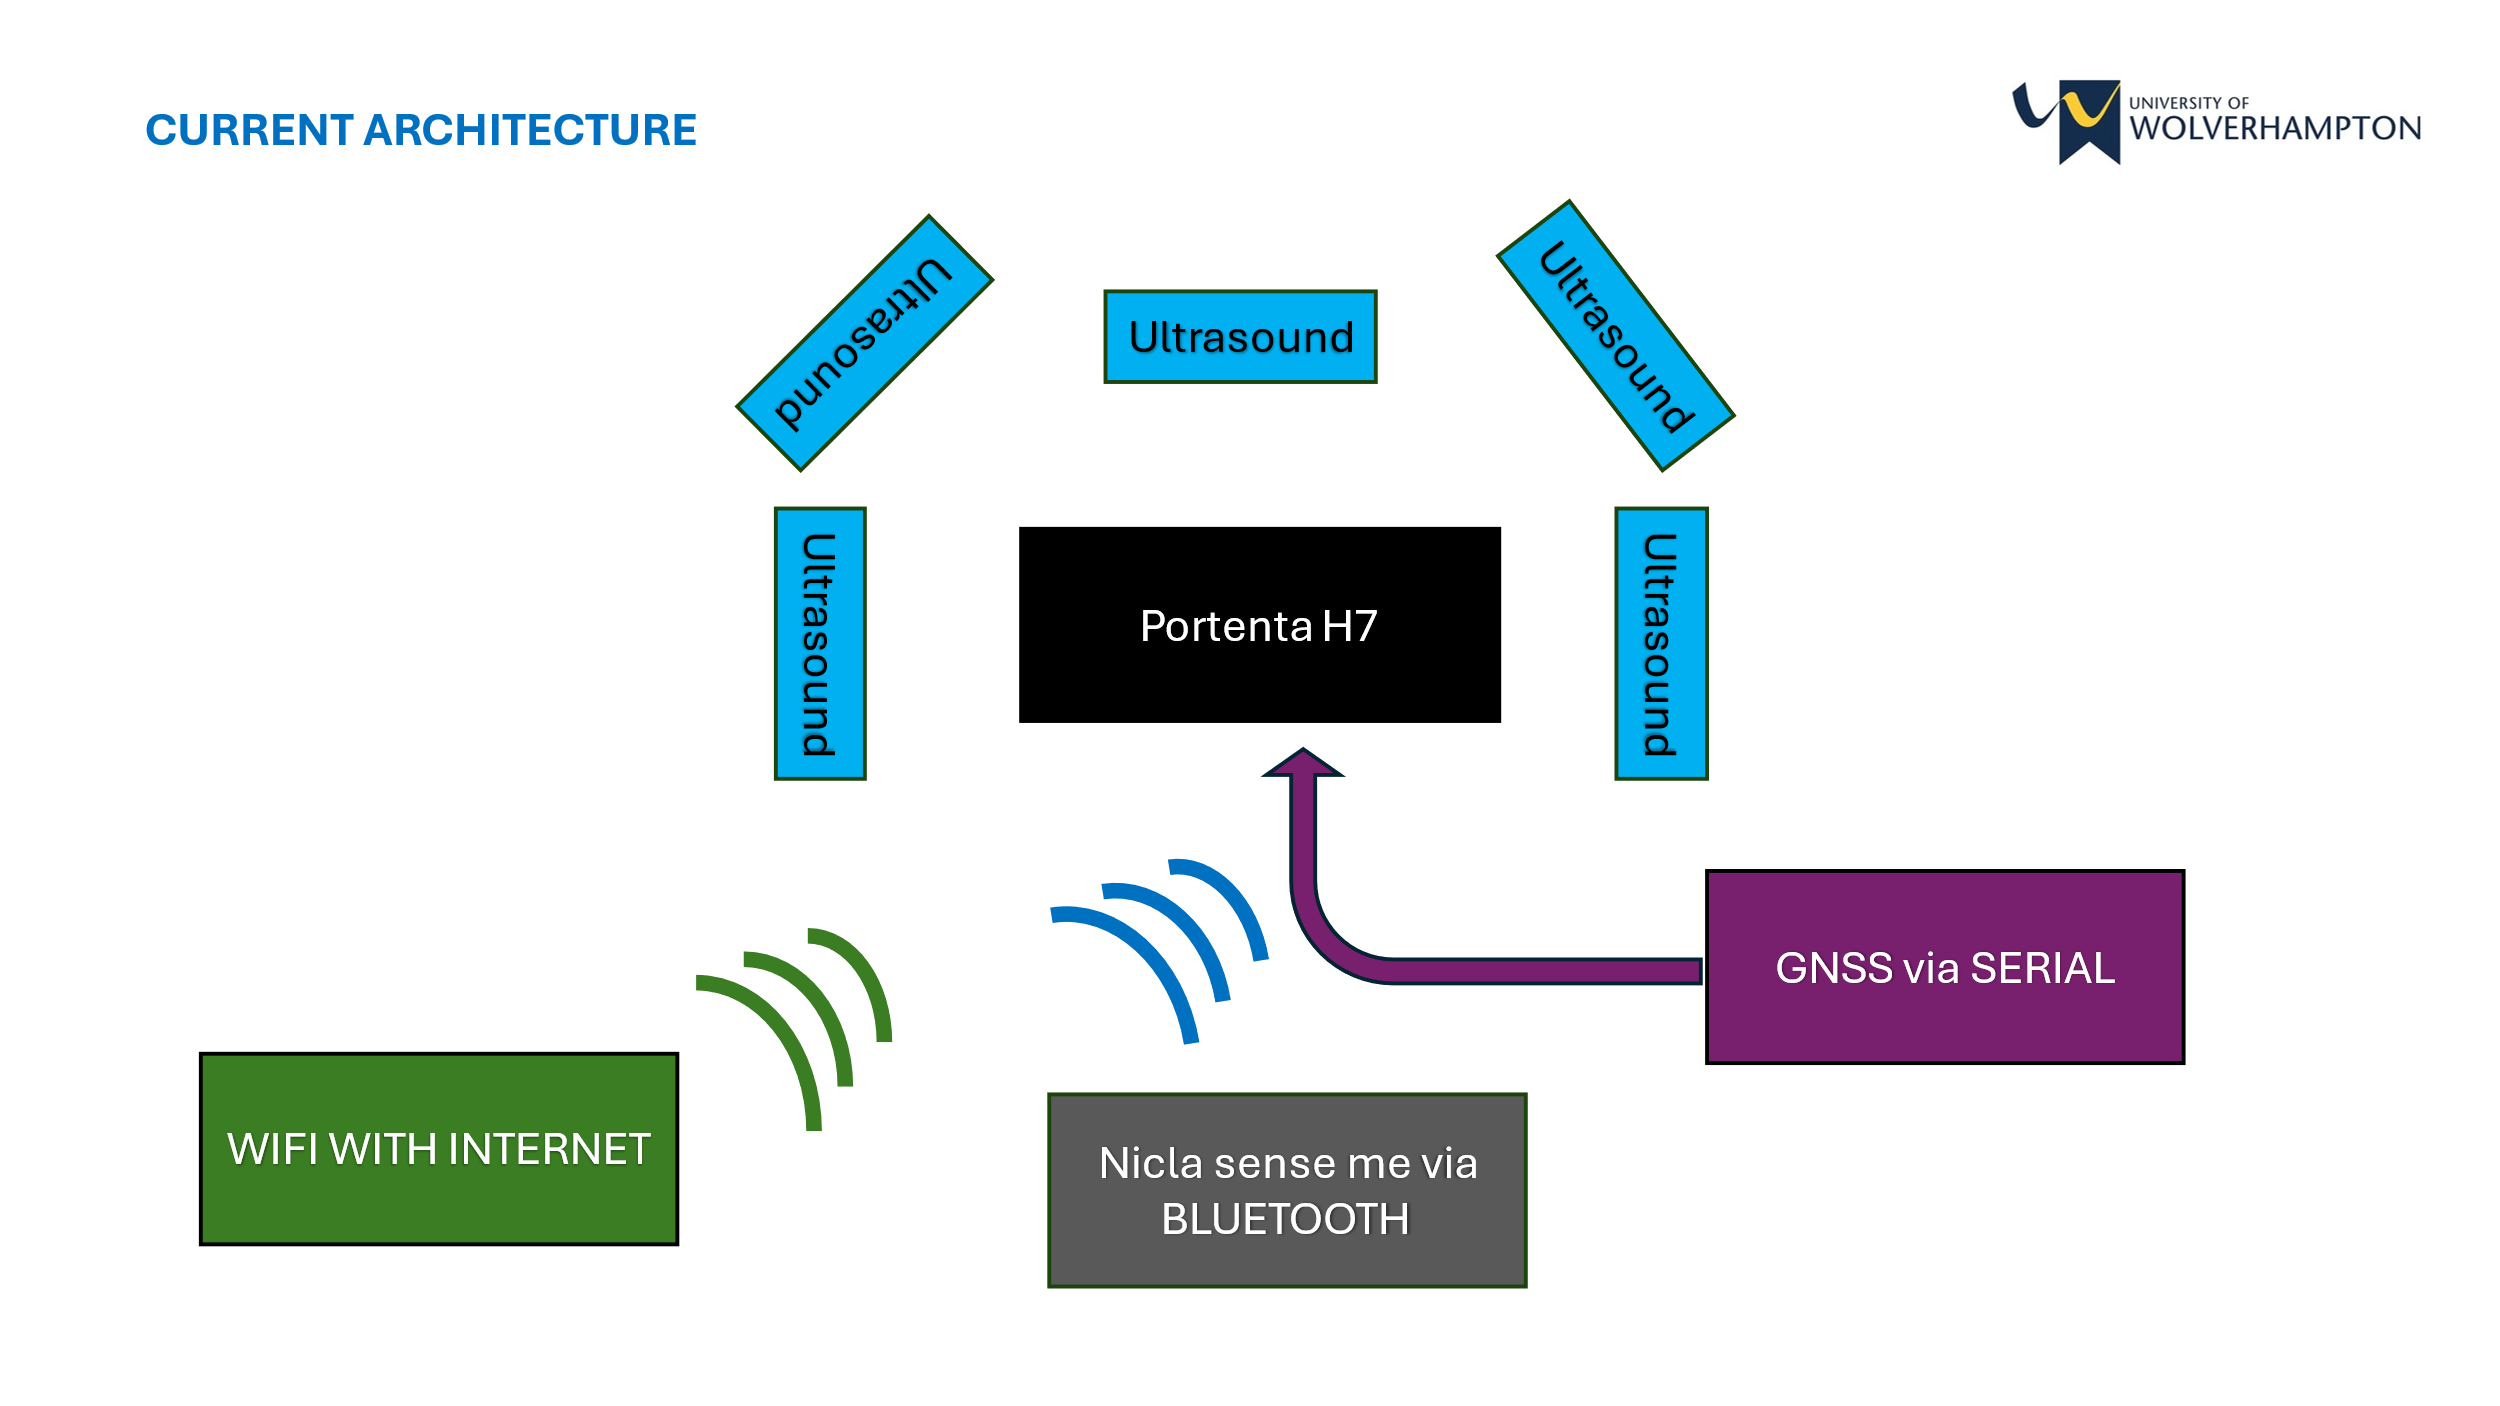 CURRENT ARCHITECTURE
UNIVERSITY OF
WOLVERHAMPTON
Ultrasound
Ultrasound
Ultrasound
Ultrasound
Portenta H7
Ultrasound
GNSS via SERIAL
WIFI WITH INTERNET
Nicla sense me via
BLUETOOTH